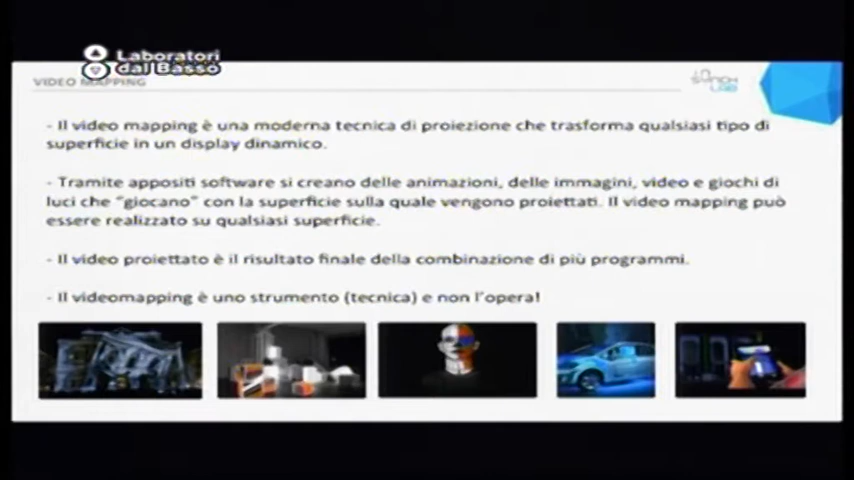 Laboratori
dal Basso
VIDEO MAPPING
LAB
- Il video mapping è una moderna tecnica di proiezione che trasforma qualsiasi tipo di
superficie in un display dinamico.
- Tramite appositi software si creano delle animazioni, delle immagini, video e giochi di
luci che "giocano" con la superficie sulla quale vengono proiettati. Il video mapping può
essere realizzato su qualsiasi superficie.
- Il video proiettato è il risultato finale della combinazione di più programmi.
- Il videomapping è uno strumento (tecnica) e non l'opera!